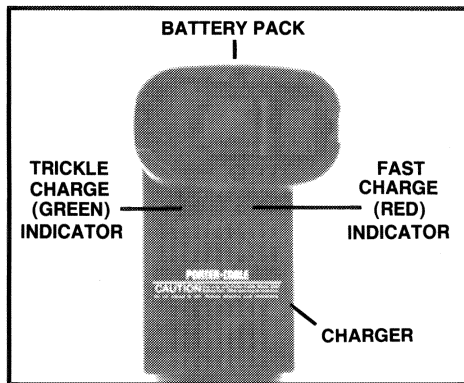 BATTERY PACK
TRICKLE
CHARGE
(GREEN)
INDICATOR
FAST
CHARGE
(RED)
INDICATOR
PORTER-CABLE
CAUTION
CHARGER